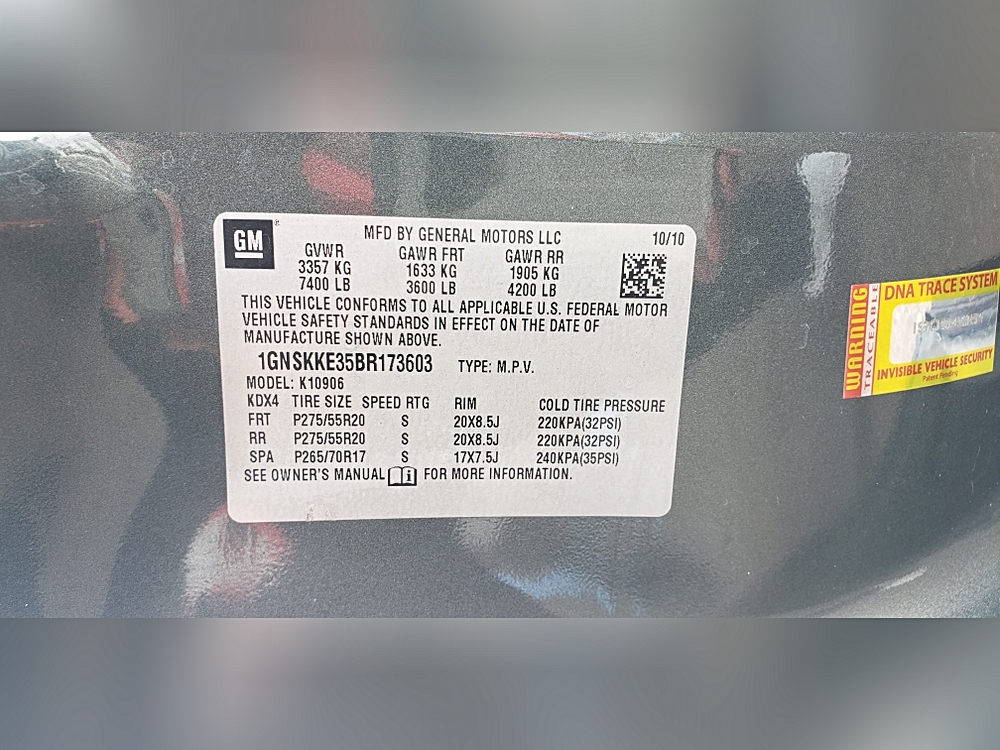 GM
MFD BY GENERAL MOTORS LLC 10/10
GVWR GAWR FRT GAWR RR
3357 KG 1633 KG 1905 KG
7400 LB 3600 LB 4200 LB
THIS VEHICLE CONFORMS TO ALL APPLICABLE U.S. FEDERAL MOTOR
VEHICLE SAFETY STANDARDS IN EFFECT ON THE DATE OF
MANUFACTURE SHOWN ABOVE.
1GNSKKE35BR173603 TYPE: M.P.V.
MODEL: K10906
KDX4 TIRE SIZE SPEED RTG RIM COLD TIRE PRESSURE
FRT P275/55R20 S 20X8.5J 220KPA(32PSI)
RR P275/55R20 S 20X8.5J 220KPA(32PSI)
SPA P265/70R17 S 17X7.5J 240KPA(35PSI)
SEE OWNER'S MANUAL FOR MORE INFORMATION.
WARNING
TRACEABLE
DNA TRACE SYSTEM
INVISIBLE VEHICLE SECURITY
Patent Pending